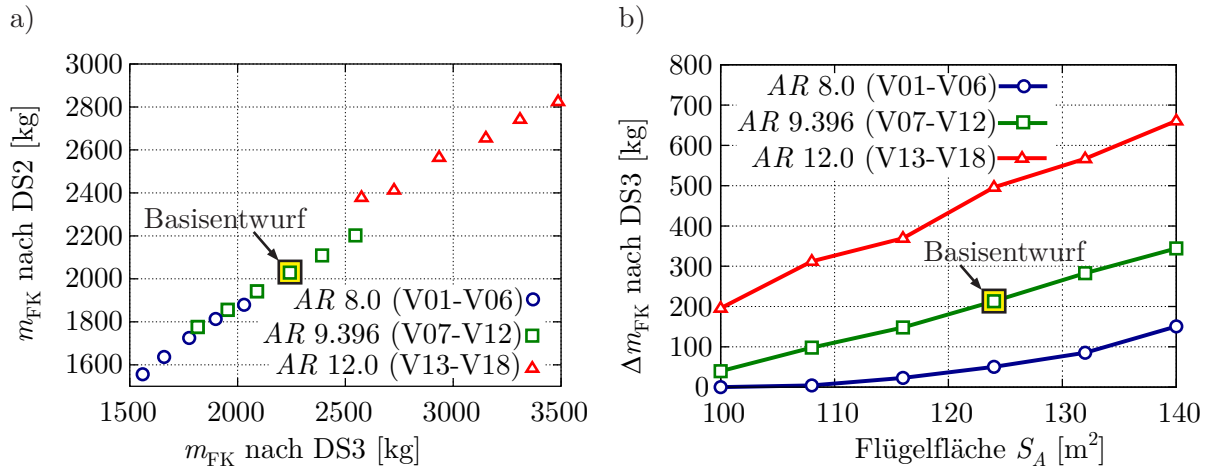 a)
3000
2800
2600
2400
2200
2000
1800
1600
m_FK nach DS2 [kg]
Basisentwurf
AR 8.0 (V01-V06)
AR 9.396 (V07-V12)
AR 12.0 (V13-V18)
1500 2000 2500 3000 3500
m_FK nach DS3 [kg]
b)
800
700
600
500
400
300
200
100
0
Δm_FK nach DS3 [kg]
AR 8.0 (V01-V06)
AR 9.396 (V07-V12)
AR 12.0 (V13-V18)
Basisentwurf
100 110 120 130 140
Flügelfläche S_A [m²]